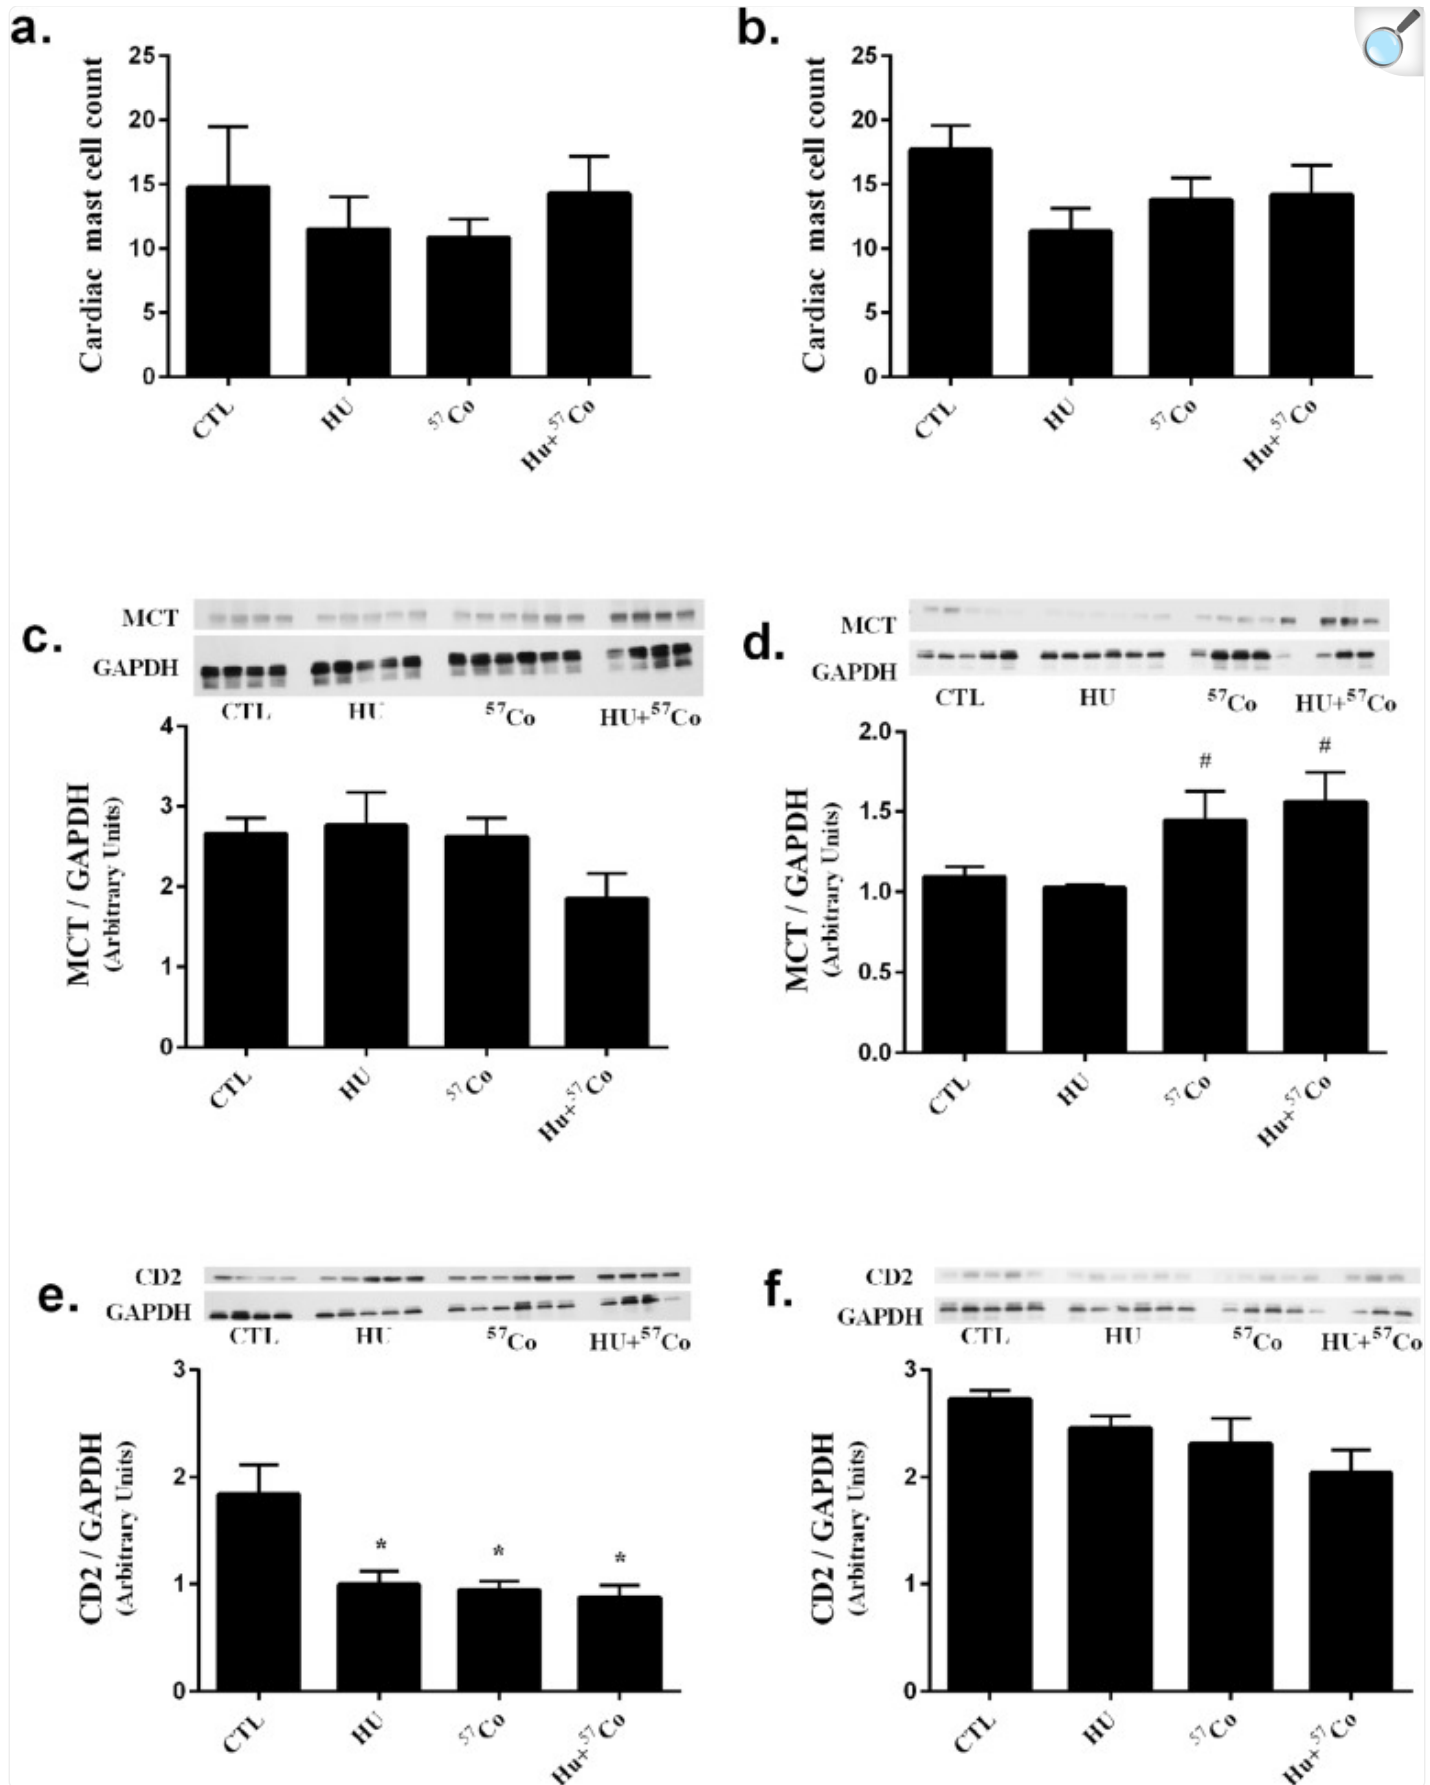 a.
Cardiac mast cell count
25
20
15
10
5
0
CTL
HU
⁵⁷Co
Hu+⁵⁷Co
b.
Cardiac mast cell count
25
20
15
10
5
0
CTL
HU
⁵⁷Co
Hu+⁵⁷Co
c.
MCT
GAPDH
CTL HU ⁵⁷Co HU+⁵⁷Co
MCT / GAPDH
(Arbitrary Units)
4
3
2
1
0
CTL
HU
⁵⁷Co
Hu+⁵⁷Co
d.
MCT
GAPDH
CTL HU ⁵⁷Co HU+⁵⁷Co
MCT / GAPDH
(Arbitrary Units)
2.0
1.5
1.0
0.5
0.0
# #
CTL
HU
⁵⁷Co
Hu+⁵⁷Co
e.
CD2
GAPDH
CTL HU ⁵⁷Co HU+⁵⁷Co
CD2 / GAPDH
(Arbitrary Units)
3
2
1
0
* * *
CTL
HU
⁵⁷Co
Hu+⁵⁷Co
f.
CD2
GAPDH
CTL HU ⁵⁷Co HU+⁵⁷Co
CD2 / GAPDH
(Arbitrary Units)
3
2
1
0
CTL
HU
⁵⁷Co
Hu+⁵⁷Co